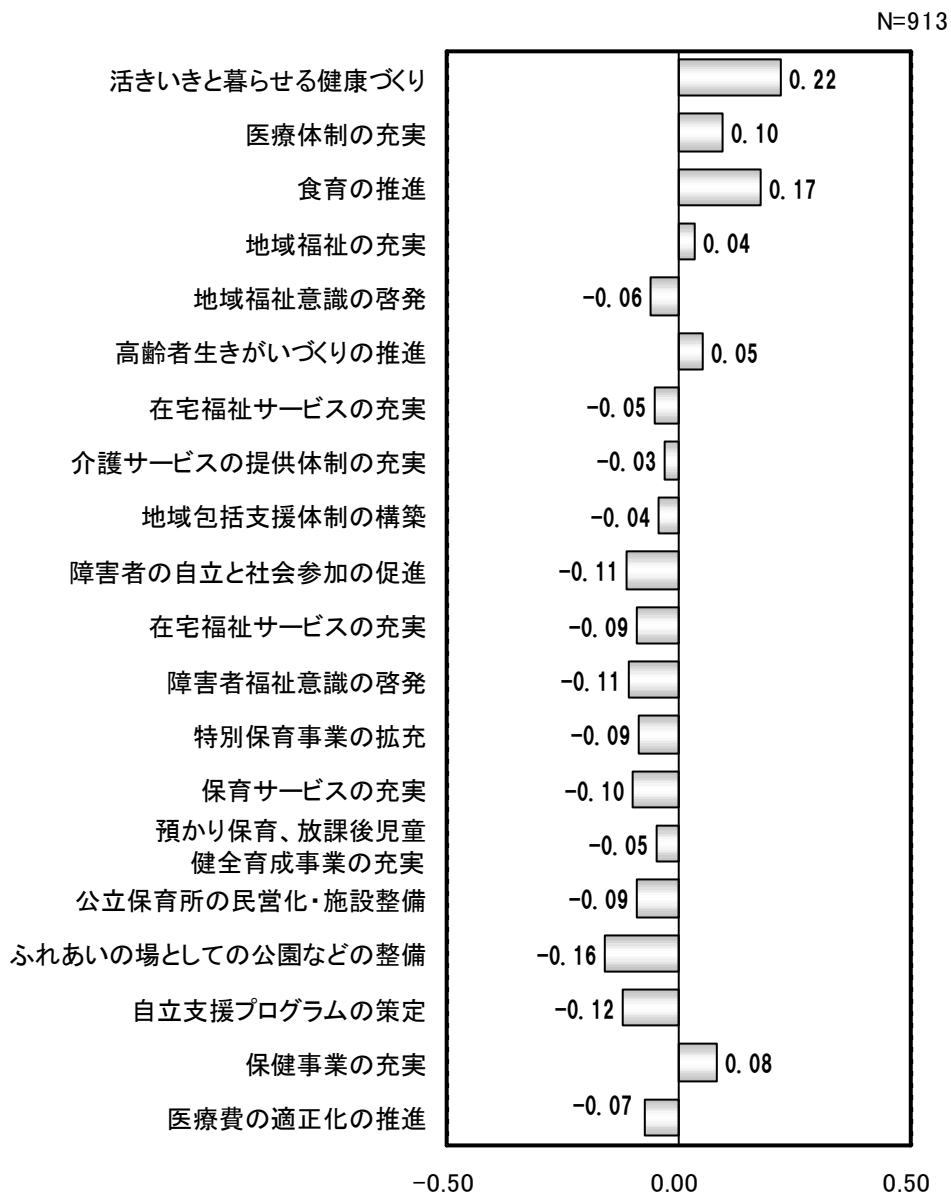 N=913
活きいきと暮らせる健康づくり 0.22
医療体制の充実 0.10
食育の推進 0.17
地域福祉の充実 0.04
地域福祉意識の啓発 -0.06
高齢者生きがいづくりの推進 0.05
在宅福祉サービスの充実 -0.05
介護サービスの提供体制の充実 -0.03
地域包括支援体制の構築 -0.04
障害者の自立と社会参加の促進 -0.11
在宅福祉サービスの充実 -0.09
障害者福祉意識の啓発 -0.11
特別保育事業の拡充 -0.09
保育サービスの充実 -0.10
預かり保育、放課後児童
健全育成事業の充実 -0.05
公立保育所の民営化・施設整備 -0.09
ふれあいの場としての公園などの整備 -0.16
自立支援プログラムの策定 -0.12
保健事業の充実 0.08
医療費の適正化の推進 -0.07
-0.50 0.00 0.50